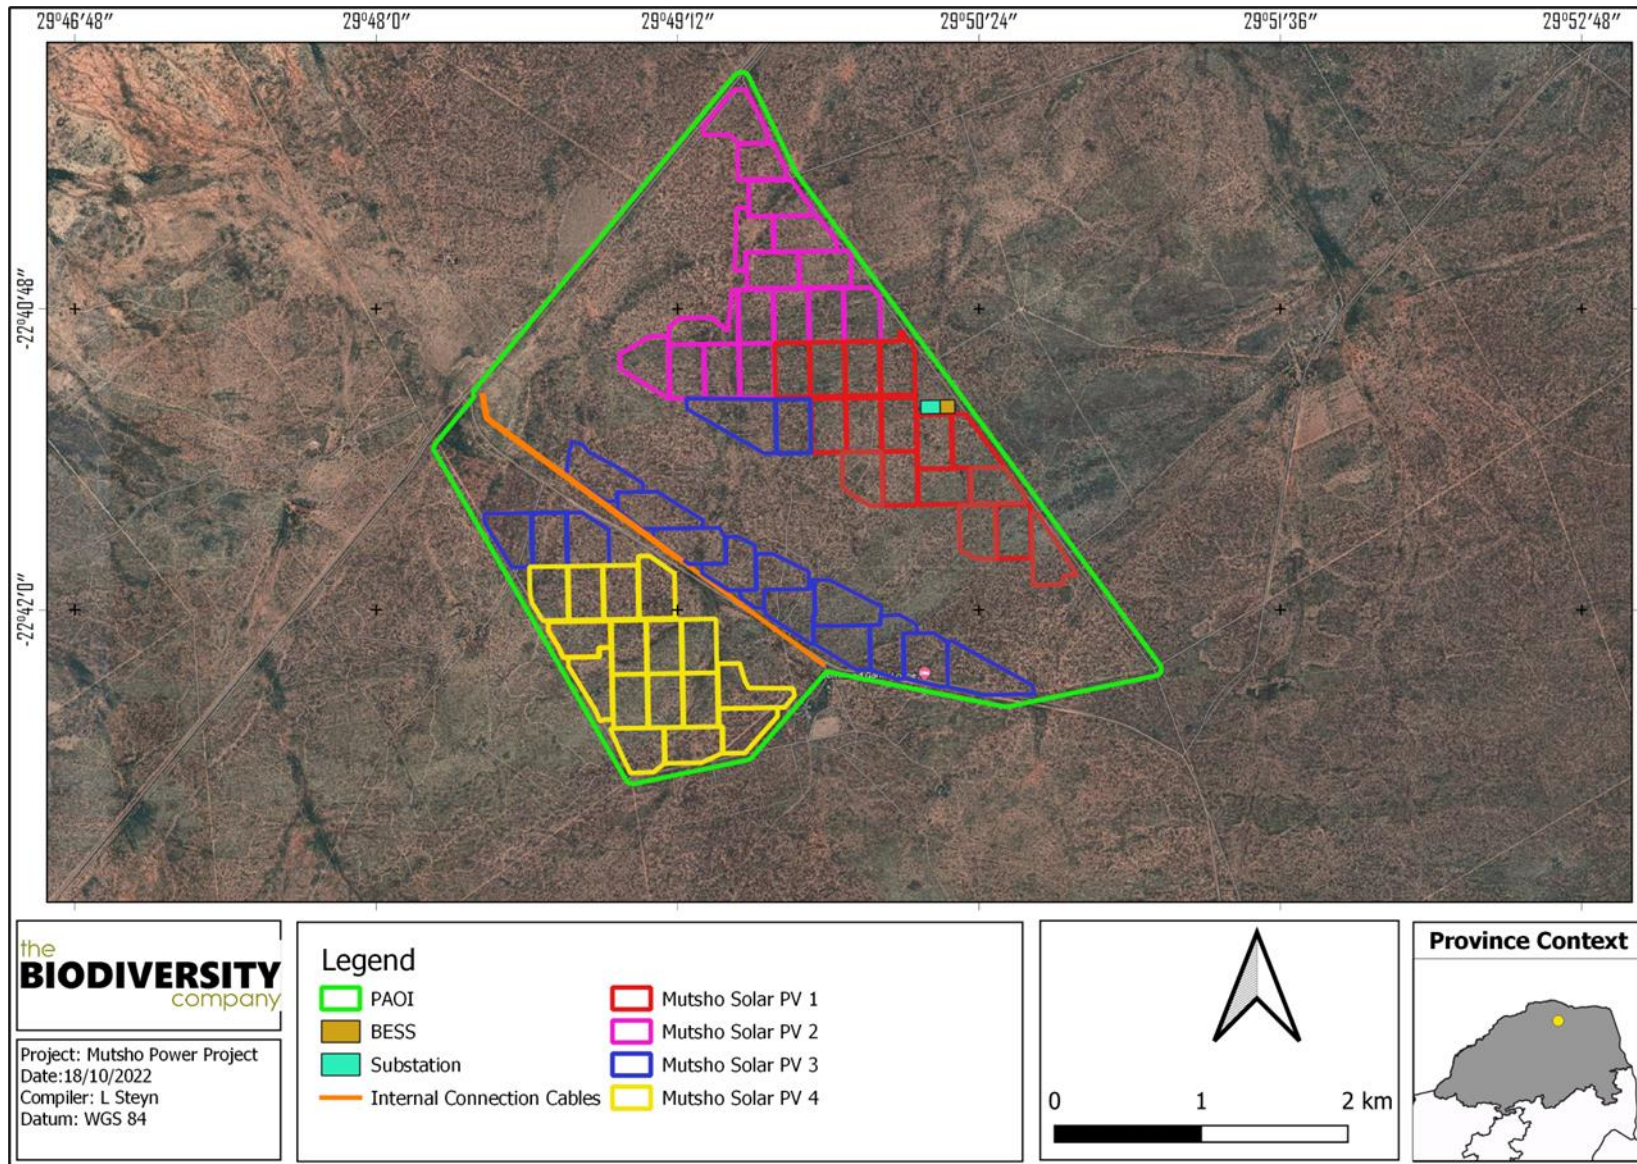 29°46′48″ 29°48′0″ 29°49′12″ 29°50′24″ 29°51′36″ 29°52′48″
-22°40′48″
-22°42′0″
the
BIODIVERSITY
company
Project: Mutsho Power Project
Date:18/10/2022
Compiler: L Steyn
Datum: WGS 84
Legend
PAOI
BESS
Substation
Internal Connection Cables
Mutsho Solar PV 1
Mutsho Solar PV 2
Mutsho Solar PV 3
Mutsho Solar PV 4
0 1 2 km
Province Context